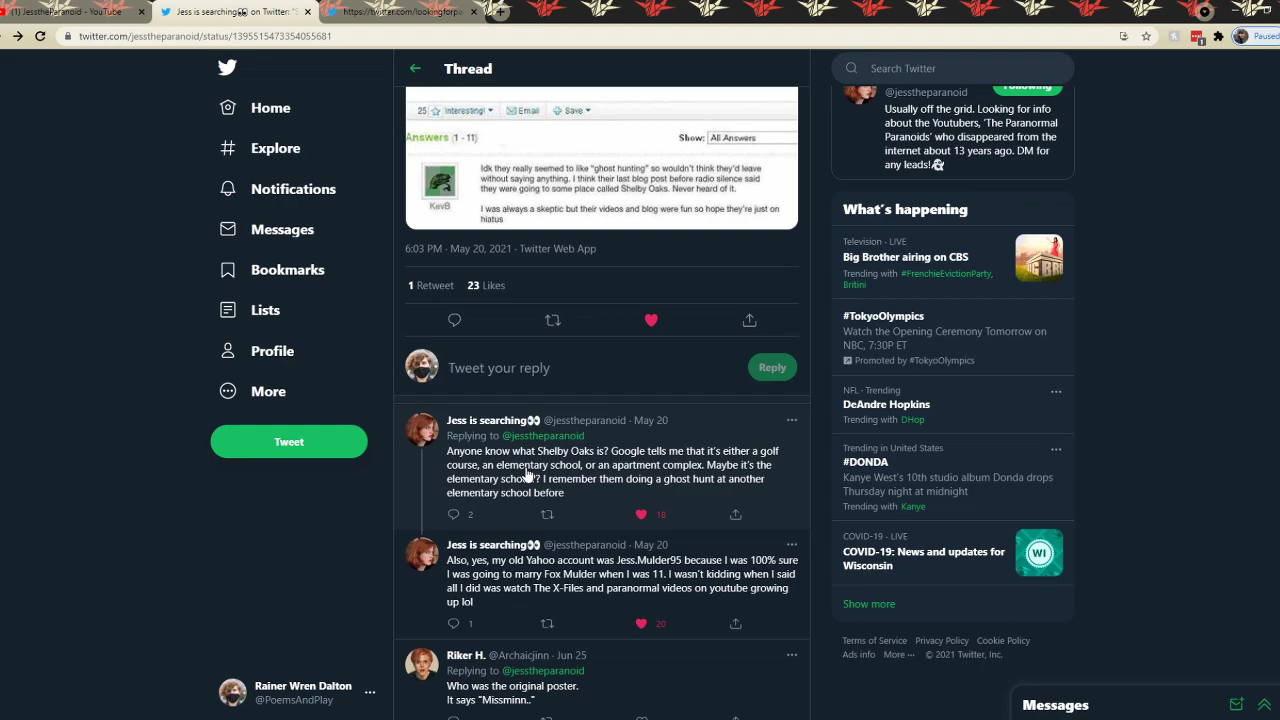 (1) JesstheParanoid - YouTube
Jess is searching👀 on Twitter: "S
https://twitter.com/lookingforpa
twitter.com/jesstheparanoid/status/1395515473354055681
Paused
Home
Explore
Notifications
Messages
Bookmarks
Lists
Profile
More
Tweet
Rainer Wren Dalton
@PoemsAndPlay
Thread
25 Interesting! Email Save
Answers (1 - 11)
Show: All Answers
KevB
Idk they really seemed to like "ghost hunting" so wouldn't think they'd leave
without saying anything. I think their last blog post before radio silence said
they were going to some place called Shelby Oaks. Never heard of it.
I was always a skeptic but their videos and blog were fun so hope they're just on
hiatus
6:03 PM · May 20, 2021 · Twitter Web App
1 Retweet 23 Likes
Tweet your reply
Reply
Jess is searching👀 @jesstheparanoid · May 20
Replying to @jesstheparanoid
Anyone know what Shelby Oaks is? Google tells me that it's either a golf
course, an elementary school, or an apartment complex. Maybe it's the
elementary school? I remember them doing a ghost hunt at another
elementary school before
2 18
Jess is searching👀 @jesstheparanoid · May 20
Also, yes, my old Yahoo account was Jess.Mulder95 because I was 100% sure
I was going to marry Fox Mulder when I was 11. I wasn't kidding when I said
all I did was watch The X-Files and paranormal videos on youtube growing
up lol
1 20
Riker H. @Archaicjinn · Jun 25
Replying to @jesstheparanoid
Who was the original poster.
It says "Missminn.."
Search Twitter
@jesstheparanoid
Following
Usually off the grid. Looking for info
about the Youtubers, 'The Paranormal
Paranoids' who disappeared from the
internet about 13 years ago. DM for
any leads!
What's happening
Television · LIVE
Big Brother airing on CBS
Trending with #FrenchieEvictionParty,
Britini
#TokyoOlympics
Watch the Opening Ceremony Tomorrow on
NBC, 7:30P ET
Promoted by #TokyoOlympics
NFL · Trending
DeAndre Hopkins
Trending with DHop
Trending in United States
#DONDA
Kanye West's 10th studio album Donda drops
Thursday night at midnight
Trending with Kanye
COVID-19 · LIVE
COVID-19: News and updates for
Wisconsin
WI
Show more
Terms of Service Privacy Policy Cookie Policy
Ads info More ··· © 2021 Twitter, Inc.
Messages